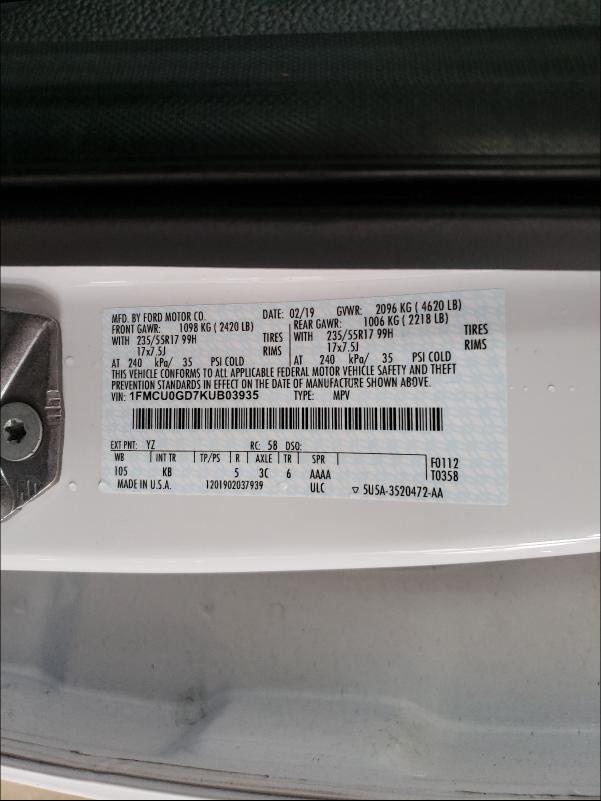 MFD. BY FORD MOTOR CO. DATE: 02/19 GVWR: 2096 KG ( 4620 LB)
FRONT GAWR: 1098 KG ( 2420 LB) REAR GAWR: 1006 KG ( 2218 LB)
WITH 235/55R17 99H TIRES WITH 235/55R17 99H TIRES
17x7.5J RIMS 17x7.5J RIMS
AT 240 kPa/ 35 PSI COLD AT 240 kPa/ 35 PSI COLD
THIS VEHICLE CONFORMS TO ALL APPLICABLE FEDERAL MOTOR VEHICLE SAFETY AND THEFT
PREVENTION STANDARDS IN EFFECT ON THE DATE OF MANUFACTURE SHOWN ABOVE.
VIN: 1FMCU0GD7KUB03935 TYPE: MPV
EXT PNT: YZ RC: 58 DSO:
WB INT TR TP/PS R AXLE TR SPR F0112
105 KB 5 3C 6 AAAA T0358
MADE IN U.S.A. 1201902037939 ULC ▽ 5U5A-3520472-AA